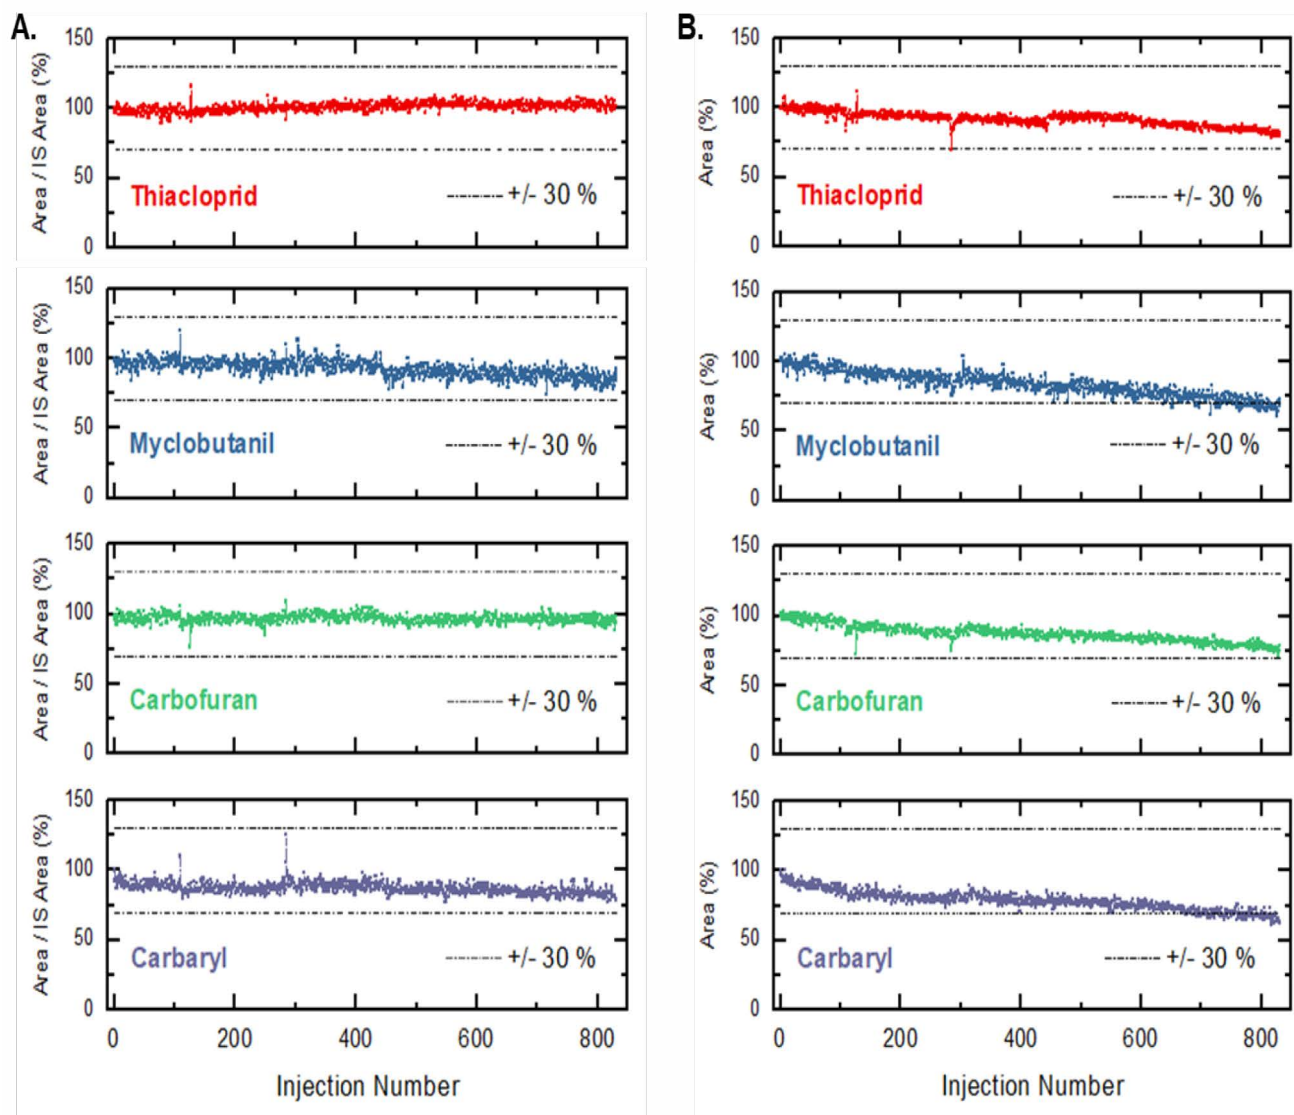 A.
150
100
50
0
Area / IS Area (%)
Thiacloprid
+/- 30 %
150
100
50
0
Area / IS Area (%)
Myclobutanil
+/- 30 %
150
100
50
0
Area / IS Area (%)
Carbofuran
+/- 30 %
150
100
50
0
Area / IS Area (%)
Carbaryl
+/- 30 %
0 200 400 600 800
Injection Number
B.
150
100
50
0
Area (%)
Thiacloprid
+/- 30 %
150
100
50
0
Area (%)
Myclobutanil
+/- 30 %
150
100
50
0
Area (%)
Carbofuran
+/- 30 %
150
100
50
0
Area (%)
Carbaryl
+/- 30 %
0 200 400 600 800
Injection Number